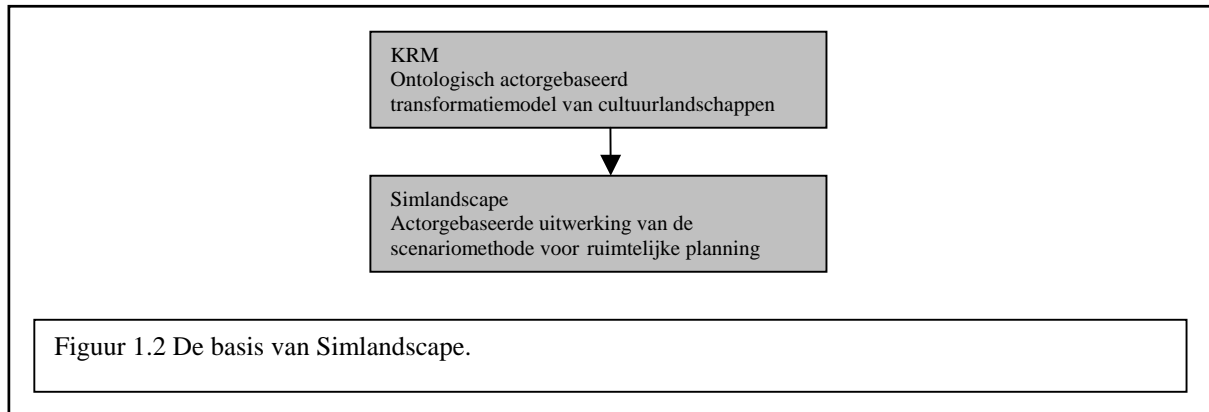 KRM
Ontologisch actorgebaseerd
transformatiemodel van cultuurlandschappen
Simlandscape
Actorgebaseerde uitwerking van de
scenariomethode voor ruimtelijke planning
Figuur 1.2 De basis van Simlandscape.